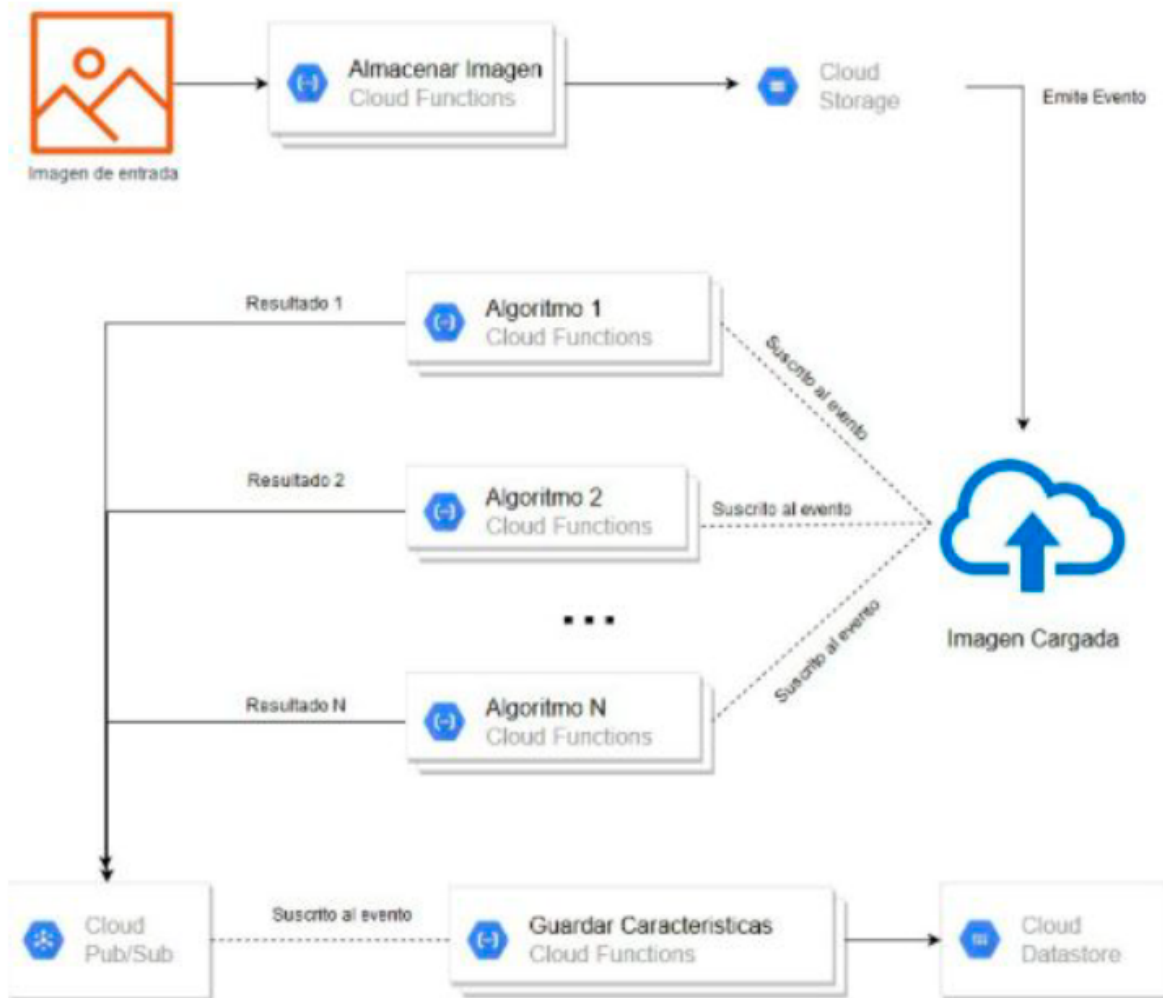 Almacenar Imagen
Cloud Functions
Cloud
Storage
Emite Evento
Imagen de entrada
Resultado 1
Algoritmo 1
Cloud Functions
Suscrito al evento
Resultado 2
Algoritmo 2
Cloud Functions
Suscrito al evento
...
Imagen Cargada
Suscrito al evento
Resultado N
Algoritmo N
Cloud Functions
Cloud
Pub/Sub
Suscrito al evento
Guardar Caracteristicas
Cloud Functions
Cloud
Datastore